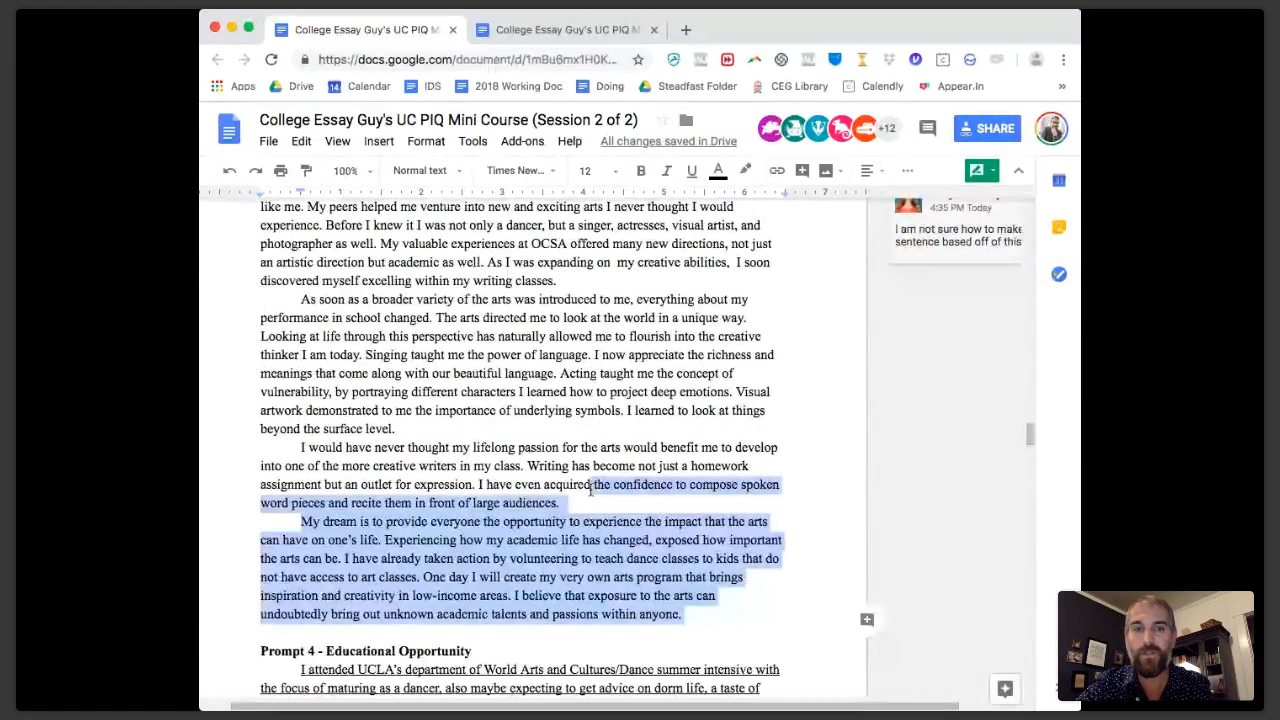 College Essay Guy's UC PIQ M
College Essay Guy's UC PIQ M
https://docs.google.com/document/d/1mBu6mx1H0K...
Apps
Drive
14 Calendar
IDS
2018 Working Doc
Doing
Steadfast Folder
CEG Library
Calendly
Appear.In
»
College Essay Guy's UC PIQ Mini Course (Session 2 of 2)
+12
SHARE
File Edit View Insert Format Tools Add-ons Help All changes saved in Drive
100% Normal text Times New... 12 B I U A
1 2 3 4 5 6 7
like me. My peers helped me venture into new and exciting arts I never thought I would
experience. Before I knew it I was not only a dancer, but a singer, actresses, visual artist, and
photographer as well. My valuable experiences at OCSA offered many new directions, not just
an artistic direction but academic as well. As I was expanding on my creative abilities, I soon
discovered myself excelling within my writing classes.
As soon as a broader variety of the arts was introduced to me, everything about my
performance in school changed. The arts directed me to look at the world in a unique way.
Looking at life through this perspective has naturally allowed me to flourish into the creative
thinker I am today. Singing taught me the power of language. I now appreciate the richness and
meanings that come along with our beautiful language. Acting taught me the concept of
vulnerability, by portraying different characters I learned how to project deep emotions. Visual
artwork demonstrated to me the importance of underlying symbols. I learned to look at things
beyond the surface level.
I would have never thought my lifelong passion for the arts would benefit me to develop
into one of the more creative writers in my class. Writing has become not just a homework
assignment but an outlet for expression. I have even acquired the confidence to compose spoken
word pieces and recite them in front of large audiences.
My dream is to provide everyone the opportunity to experience the impact that the arts
can have on one's life. Experiencing how my academic life has changed, exposed how important
the arts can be. I have already taken action by volunteering to teach dance classes to kids that do
not have access to art classes. One day I will create my very own arts program that brings
inspiration and creativity in low-income areas. I believe that exposure to the arts can
undoubtedly bring out unknown academic talents and passions within anyone.
Prompt 4 - Educational Opportunity
I attended UCLA's department of World Arts and Cultures/Dance summer intensive with
the focus of maturing as a dancer, also maybe expecting to get advice on dorm life, a taste of
4:35 PM Today
I am not sure how to make
sentence based off of this